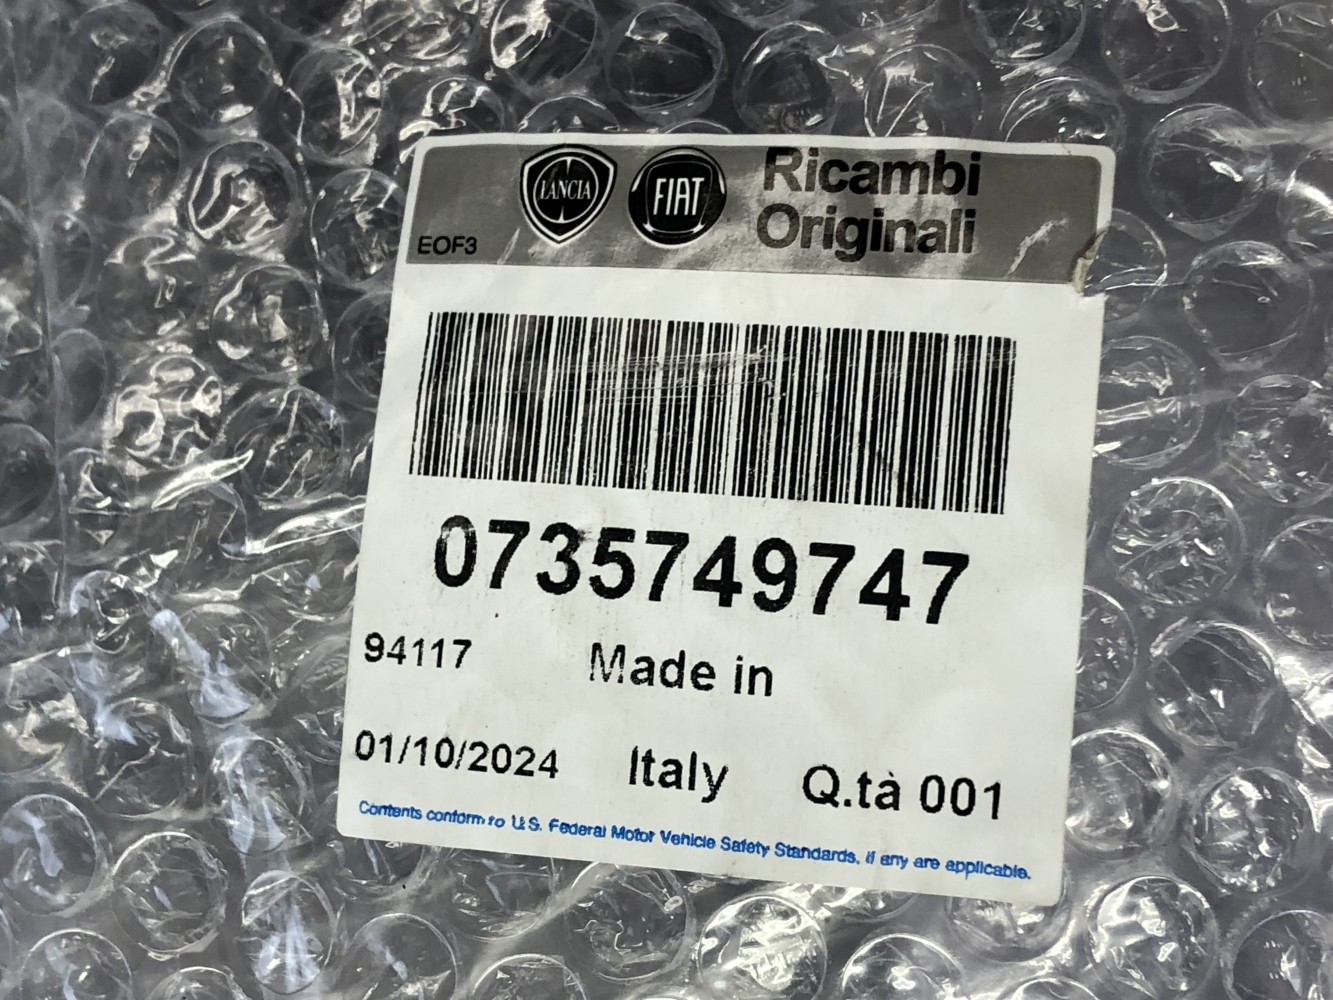 LANCIA
FIAT
Ricambi
Originali
EOF3
0735749747
94117
Made in
01/10/2024
Italy
Q.tà 001
Contents conform to U.S. Federal Motor Vehicle Safety Standards, if any are applicable.